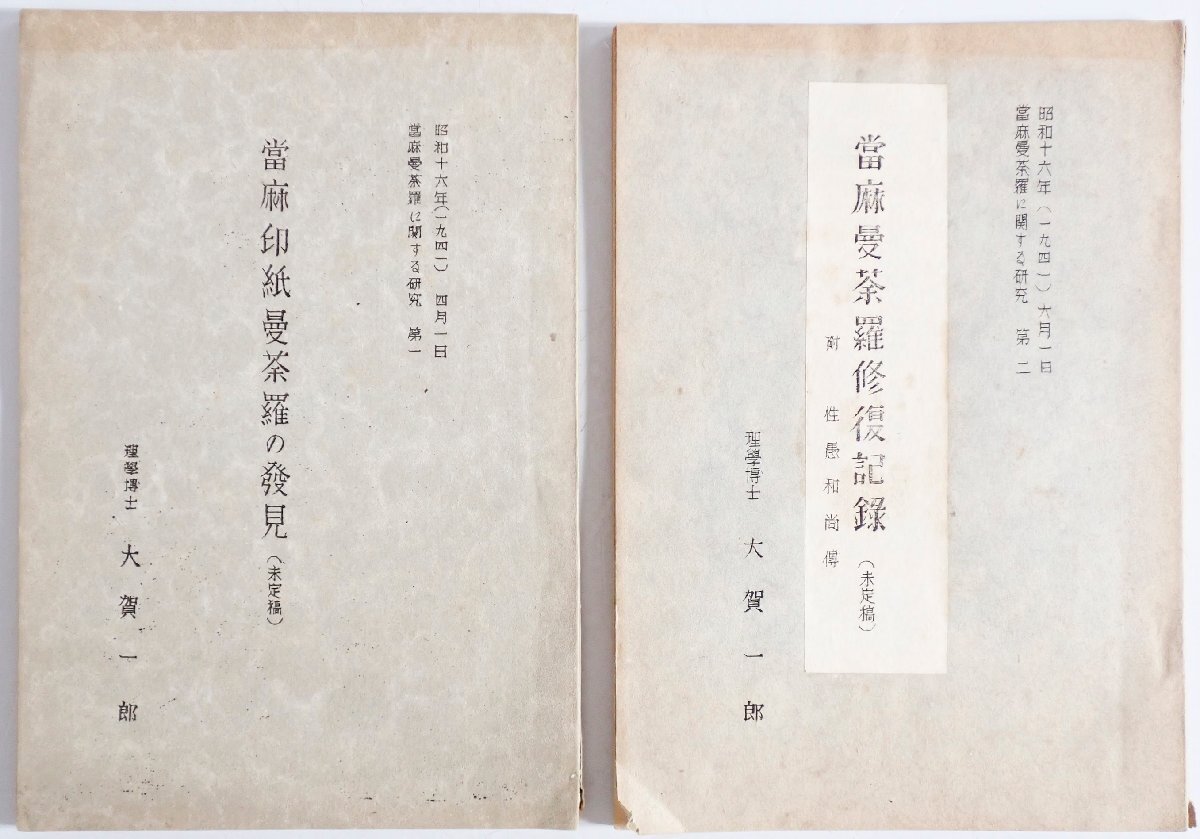 昭和十六年(一九四一) 四月一日
當麻曼荼羅に関する研究 第一
當麻印紙曼荼羅の發見(未定稿)
理學博士 大賀一郎
昭和十六年(一九四一)六月一日
當麻曼荼羅に関する研究 第二
當麻曼荼羅修復記錄(未定稿)
附 性愚和尚傳
理學博士 大賀一郎